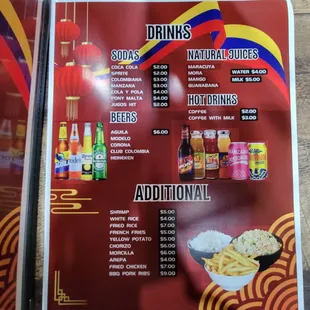 DRINKS
SODAS
COCA COLA $2.00
SPRITE $2.00
COLOMBIANA $3.00
MANZANA $3.00
COLA Y POLA $4.00
PONY MALTA $4.00
JUGOS HIT $2.00
BEERS
AGUILA $6.00
MODELO
CORONA
CLUB COLOMBIA
HEINEKEN
NATURAL JUICES
MARACUYA
MORA WATER $4.00
MANGO MILK $5.00
GUANABANA
HOT DRINKS
COFFEE $2.00
COFFEE WITH MILK $3.00
ADDITIONAL
SHRIMP $5.00
WHITE RICE $4.00
FRIED RICE $7.00
FRENCH FRIES $5.00
YELLOW POTATO $5.00
CHORIZO $6.00
MORCILLA $6.00
AREPA $4.00
FRIED CHICKEN $7.00
BBQ PORK RIBS $9.00